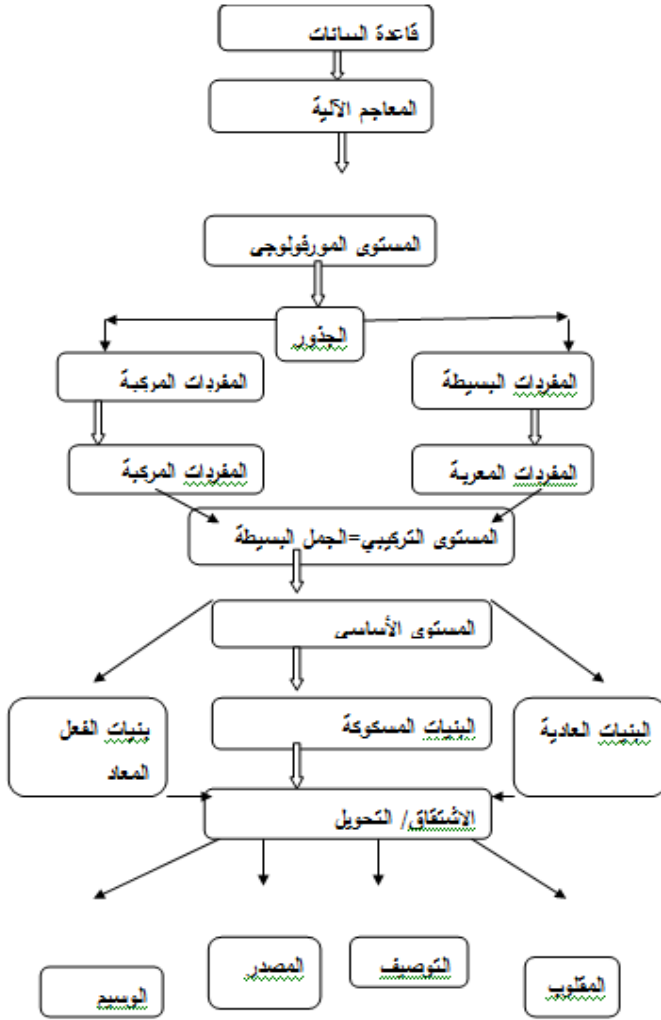 قاعدة البيانات
المعاجم الآلية
المستوى المورفولوجي
الجذور
المفردات البسيطة
المفردات المركبة
المفردات المعربة
المفردات المركبة
المستوى التركيبي=الجمل البسيطة
المستوى الأساسي
البنيات العادية
البنيات المسكوكة
بنيات الفعل
المعاد
الاشتقاق/ التحويل
المقلوب
التوصيف
المصدر
الوسيم